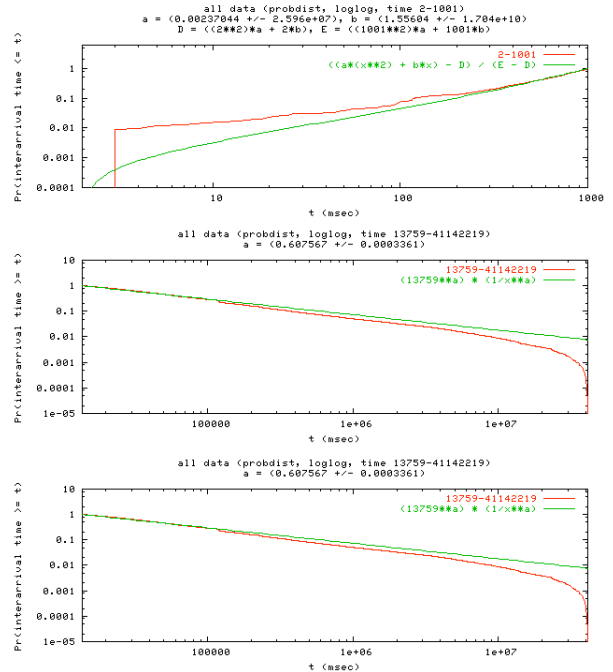 all data (probdist, loglog, time 2-1001)
a = (0.00237044 +/- 2.596e+07), b = (1.55604 +/- 1.704e+10)
D = ((2**2)*a + 2*b), E = ((1001**2)*a + 1001*b)
Pr(interarrival time <= t)
2-1001
((a*(x**2) + b*x) - D) / (E - D)
1
0.1
0.01
0.001
0.0001
10
100
1000
t (msec)
all data (probdist, loglog, time 13759-41142219)
a = (0.607567 +/- 0.0003361)
Pr(interarrival time >= t)
13759-41142219
(13759**a) * (1/x**a)
10
1
0.1
0.01
0.001
0.0001
1e-05
100000
1e+06
1e+07
t (msec)
all data (probdist, loglog, time 13759-41142219)
a = (0.607567 +/- 0.0003361)
Pr(interarrival time >= t)
13759-41142219
(13759**a) * (1/x**a)
10
1
0.1
0.01
0.001
0.0001
1e-05
100000
1e+06
1e+07
t (msec)